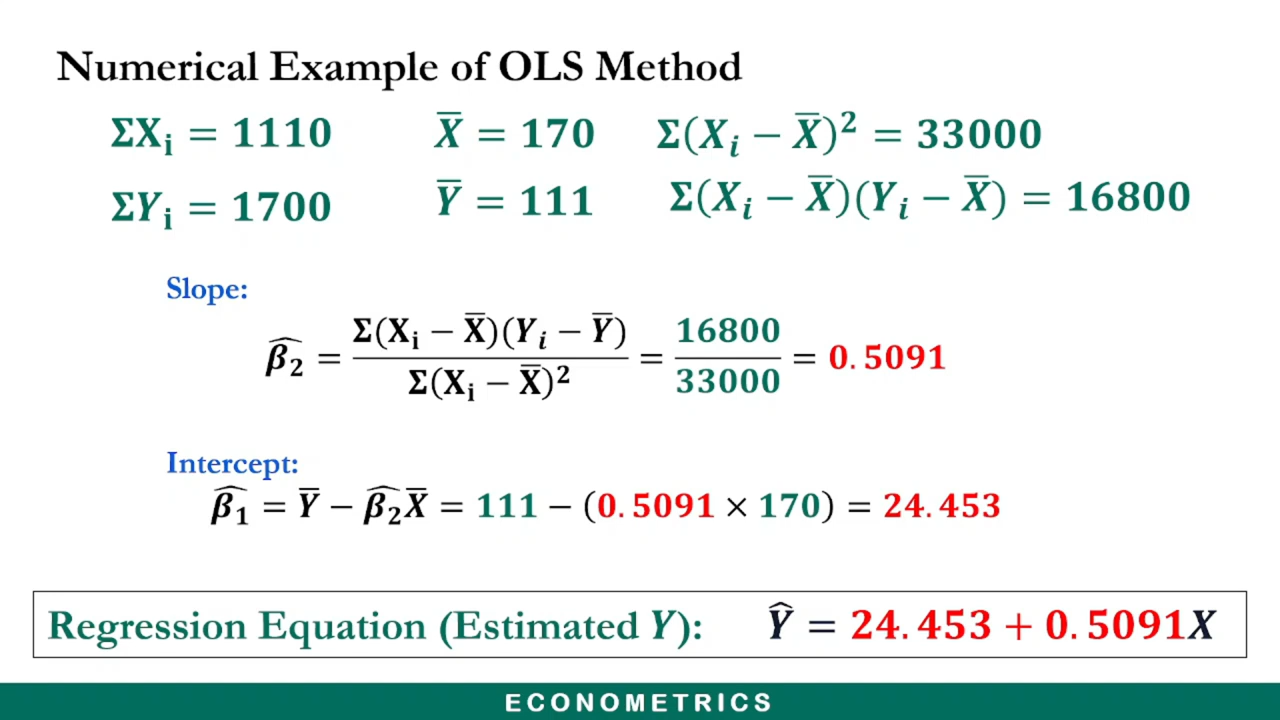 Numerical Example of OLS Method
ΣXᵢ = 1110 X̅ = 170 Σ(Xᵢ − X̅)² = 33000
ΣYᵢ = 1700 Y̅ = 111 Σ(Xᵢ − X̅)(Yᵢ − X̅) = 16800
Slope:
β̂₂ = Σ(Xᵢ − X̅)(Yᵢ − Y̅) / Σ(Xᵢ − X̅)² = 16800 / 33000 = 0.5091
Intercept:
β̂₁ = Y̅ − β̂₂X̅ = 111 − (0.5091 × 170) = 24.453
Regression Equation (Estimated Y): Ŷ = 24.453 + 0.5091X
ECONOMETRICS